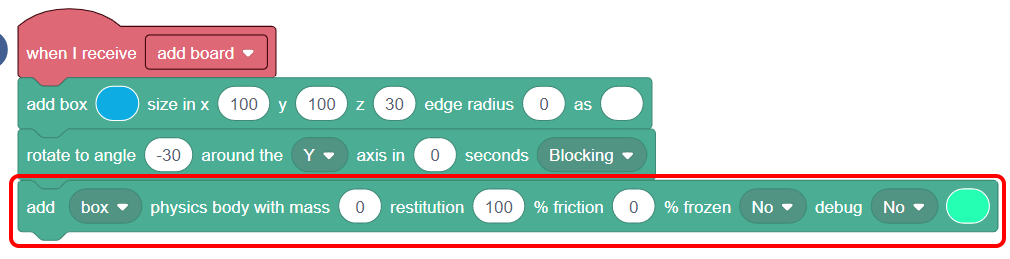 when I receive add board
add box size in x 100 y 100 z 30 edge radius 0 as
rotate to angle -30 around the Y axis in 0 seconds Blocking
add box physics body with mass 0 restitution 100 % friction 0 % frozen No debug No